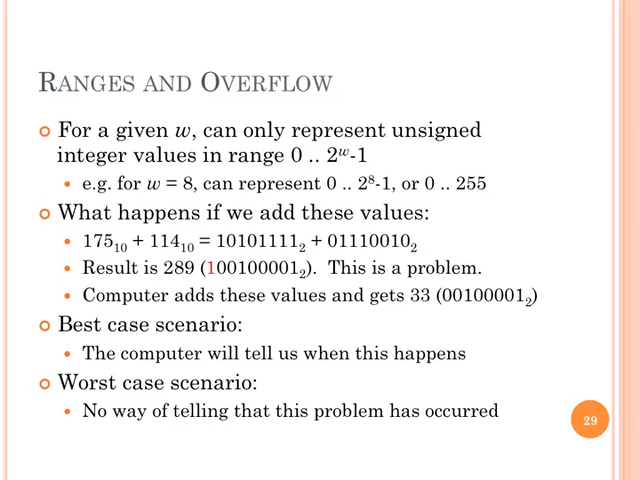 RANGES AND OVERFLOW
For a given w, can only represent unsigned
integer values in range 0 .. 2ʷ-1
e.g. for w = 8, can represent 0 .. 2⁸-1, or 0 .. 255
What happens if we add these values:
175₁₀ + 114₁₀ = 10101111₂ + 01110010₂
Result is 289 (100100001₂).  This is a problem.
Computer adds these values and gets 33 (00100001₂)
Best case scenario:
The computer will tell us when this happens
Worst case scenario:
No way of telling that this problem has occurred
29